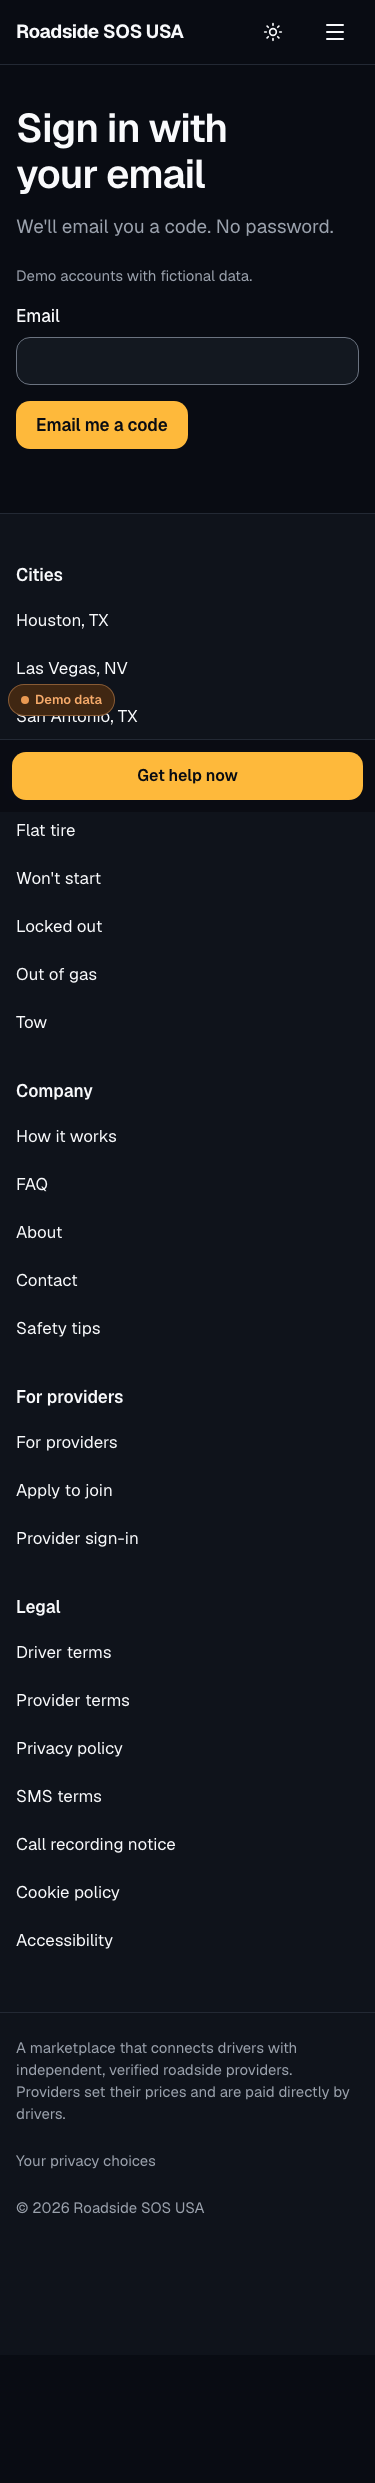 Roadside SOS USA
Sign in with
your email
We'll email you a code. No password.
Demo accounts with fictional data.
Email
Email me a code
Cities
Houston, TX
Las Vegas, NV
Demo data
San Antonio, TX
Get help now
Flat tire
Won't start
Locked out
Out of gas
Tow
Company
How it works
FAQ
About
Contact
Safety tips
For providers
For providers
Apply to join
Provider sign-in
Legal
Driver terms
Provider terms
Privacy policy
SMS terms
Call recording notice
Cookie policy
Accessibility
A marketplace that connects drivers with
independent, verified roadside providers.
Providers set their prices and are paid directly by
drivers.
Your privacy choices
© 2026 Roadside SOS USA